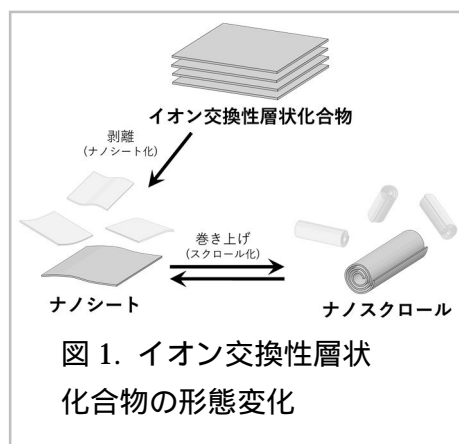 イオン交換性層状化合物
剥離
(ナノシート化)
巻き上げ
(スクロール化)
ナノシート
ナノスクロール
図 1. イオン交換性層状
化合物の形態変化